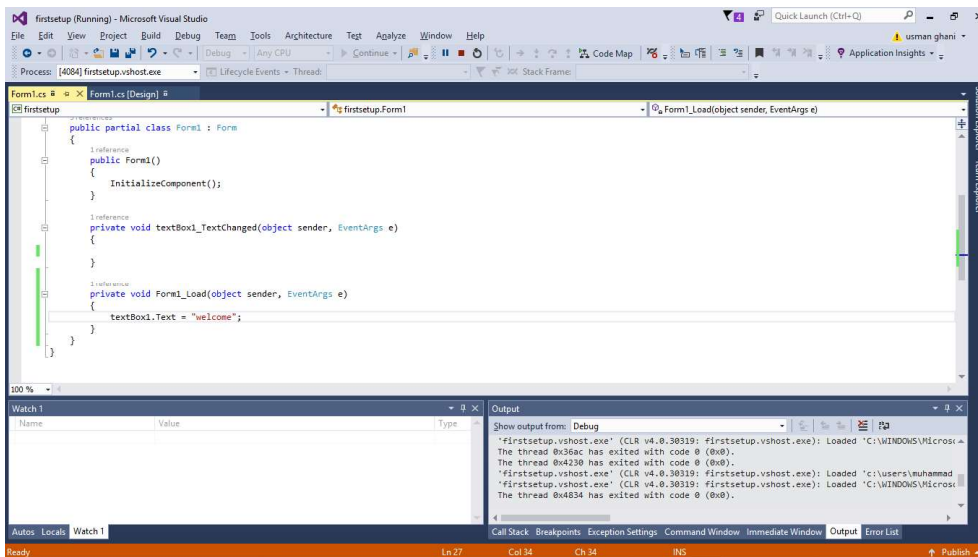 firstsetup (Running) - Microsoft Visual Studio
4
Quick Launch (Ctrl+Q)
File Edit View Project Build Debug Team Tools Architecture Test Analyze Window Help
usman ghani
Debug Any CPU Continue Code Map Application Insights
Process: [4084] firstsetup.vshost.exe Lifecycle Events Thread: Stack Frame:
Form1.cs Form1.cs [Design]
C# firstsetup firstsetup.Form1 Form1_Load(object sender, EventArgs e)
public partial class Form1 : Form
{
1 reference
public Form1()
{
InitializeComponent();
}
1 reference
private void textBox1_TextChanged(object sender, EventArgs e)
{
}
1 reference
private void Form1_Load(object sender, EventArgs e)
{
textBox1.Text = "welcome";
}
}
}
100 %
Watch 1
Name Value Type
Autos Locals Watch 1
Output
Show output from: Debug
'firstsetup.vshost.exe' (CLR v4.0.30319: firstsetup.vshost.exe): Loaded 'C:\WINDOWS\Microso
The thread 0x36ac has exited with code 0 (0x0).
The thread 0x4230 has exited with code 0 (0x0).
'firstsetup.vshost.exe' (CLR v4.0.30319: firstsetup.vshost.exe): Loaded 'c:\users\muhammad
'firstsetup.vshost.exe' (CLR v4.0.30319: firstsetup.vshost.exe): Loaded 'C:\WINDOWS\Microso
The thread 0x4834 has exited with code 0 (0x0).
Call Stack Breakpoints Exception Settings Command Window Immediate Window Output Error List
Ready Ln 27 Col 34 Ch 34 INS Publish